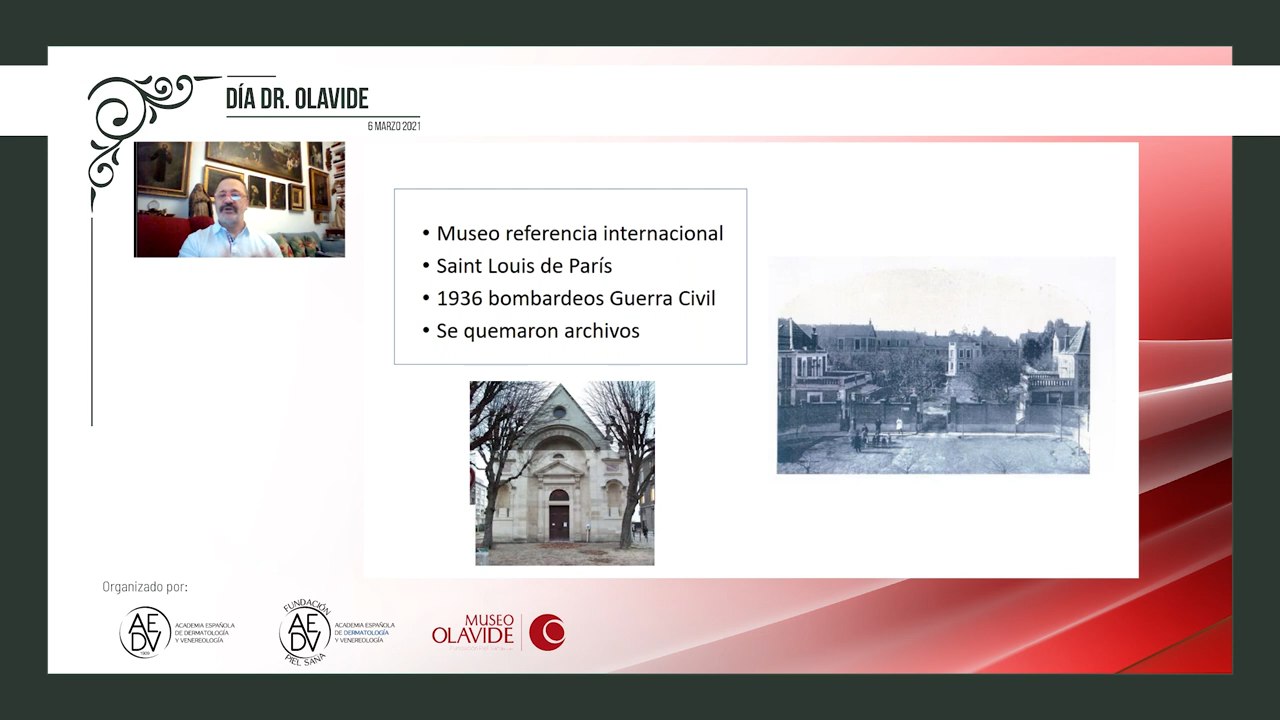 DÍA DR. OLAVIDE
6 MARZO 2021
• Museo referencia internacional
• Saint Louis de París
• 1936 bombardeos Guerra Civil
• Se quemaron archivos
Organizado por:
AEDV
1909
ACADEMIA ESPAÑOLA
DE DERMATOLOGÍA
Y VENEREOLOGÍA
FUNDACIÓN
AEDV
PIEL SANA
ACADEMIA ESPAÑOLA
DE DERMATOLOGÍA
Y VENEREOLOGÍA
MUSEO
OLAVIDE